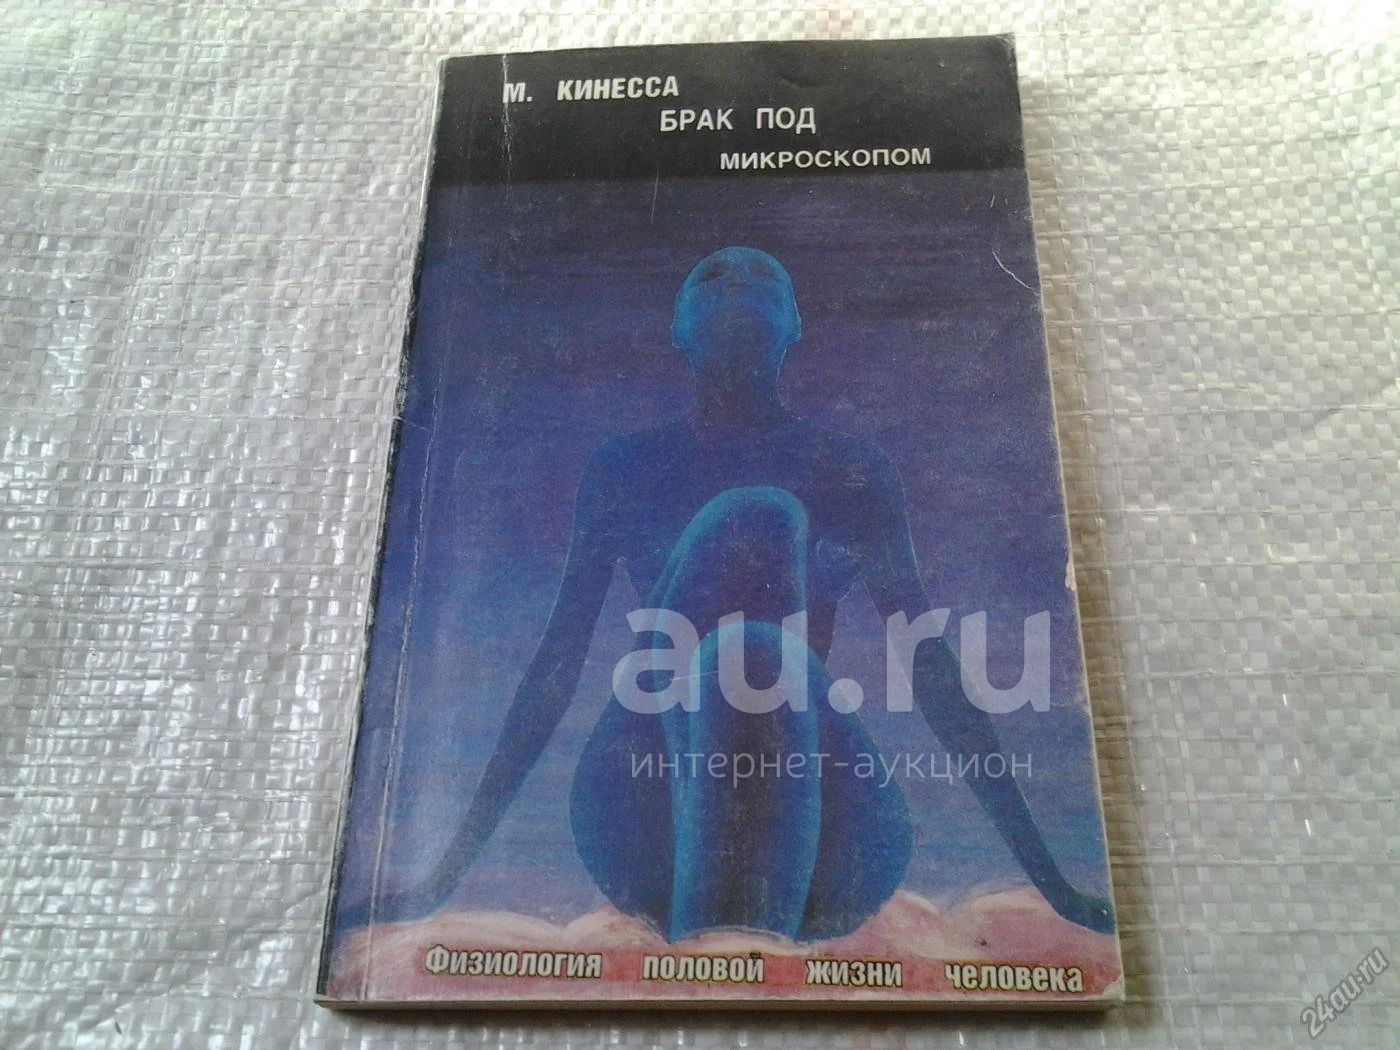 М. КИНЕССА
БРАК ПОД
МИКРОСКОПОМ
au.ru
интернет-аукцион
Физиология половой жизни человека
24au.ru